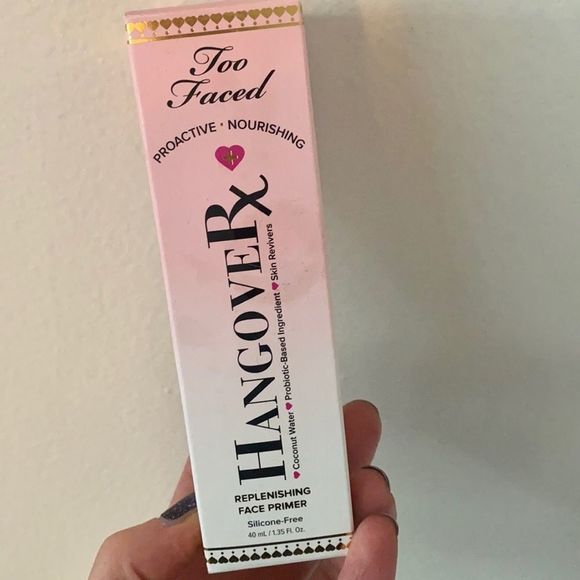 Too
Faced
PROACTIVE • NOURISHING
HANGOVERx
♥ Coconut Water ♥ Probiotic-Based Ingredient ♥ Skin Revivers
REPLENISHING
FACE PRIMER
Silicone-Free
40 mL / 1.35 Fl. Oz.